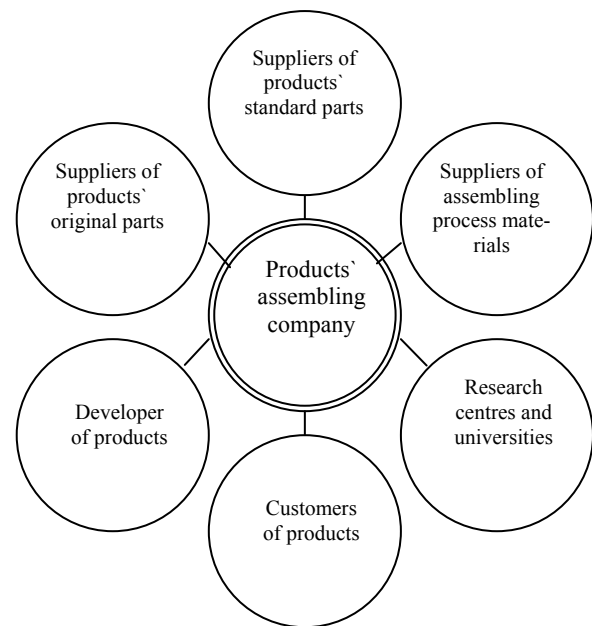 Suppliers of
products`
standard parts
Suppliers of
products`
original parts
Suppliers of
assembling
process mate-
rials
Products`
assembling
company
Developer
of products
Research
centres and
universities
Customers
of products